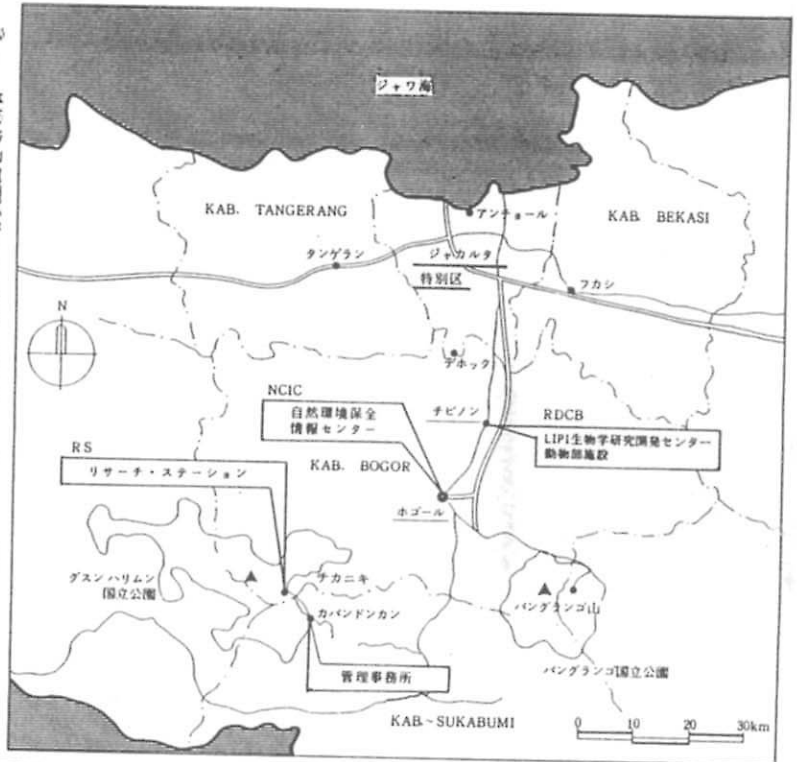 ジャワ海
KAB. TANGERANG
KAB. BEKASI
アンチョール
タンゲラン
ジャカルタ
特別区
フカシ
N
デホック
NCIC
自然環境保全
情報センター
チビノン
RDCB
LIPI生物学研究開発センター
動物部施設
RS
リサーチ・ステーション
KAB. BOGOR
ホゴール
グヌンハリムン
国立公園
チカニキ
カバンドンカン
パングランゴ山
管理事務所
パングランゴ国立公園
KAB.~SUKABUMI
0 10 20 30km